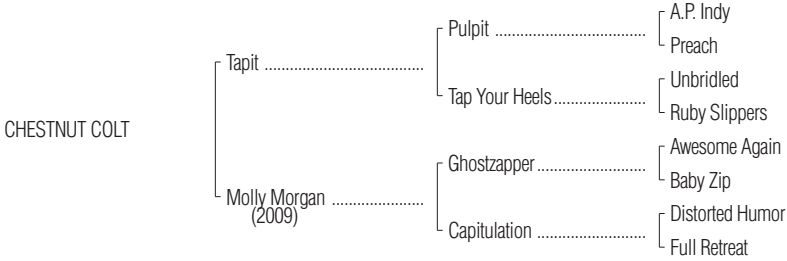 A.P. Indy
Pulpit ....................................
Preach
Tapit ......................................
Unbridled
Tap Your Heels......................
Ruby Slippers
CHESTNUT COLT
Awesome Again
Ghostzapper..........................
Baby Zip
Molly Morgan ......................
(2009)
Distorted Humor
Capitulation ..........................
Full Retreat